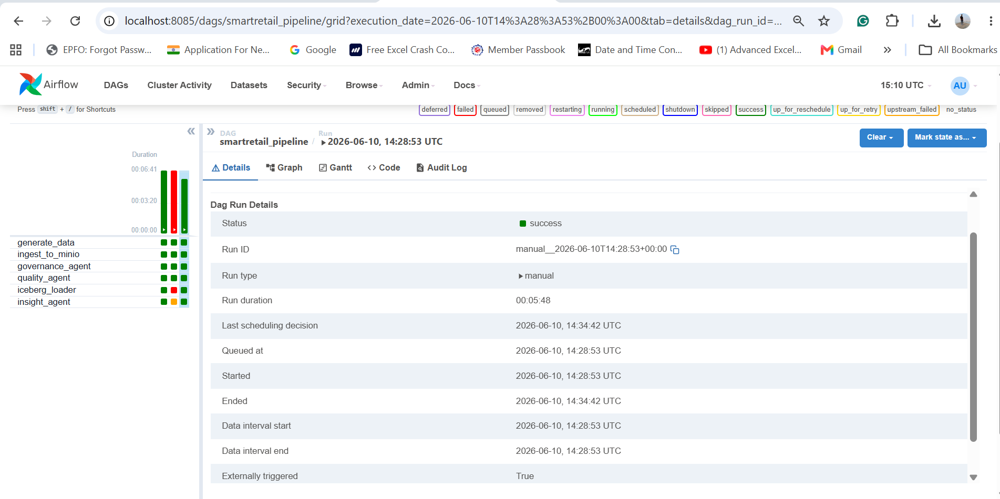 localhost:8085/dags/smartretail_pipeline/grid?execution_date=2026-06-10T14%3A28%3A53%2B00%3A00&tab=details&dag_run_id=...
EPFO: Forgot Passw... Application For Ne... Google Free Excel Crash Co... Member Passbook Date and Time Con... (1) Advanced Excel... Gmail » All Bookmarks
Airflow DAGs Cluster Activity Datasets Security Browse Admin Docs 15:10 UTC AU
Press shift + / for Shortcuts deferred failed queued removed restarting running scheduled shutdown skipped success up_for_reschedule up_for_retry upstream_failed no_status
DAG Run
smartretail_pipeline / 2026-06-10, 14:28:53 UTC Clear Mark state as...
Duration
00:06:41
00:03:20
00:00:00
generate_data
ingest_to_minio
governance_agent
quality_agent
iceberg_loader
insight_agent
Details Graph Gantt Code Audit Log
Dag Run Details
Status success
Run ID manual__2026-06-10T14:28:53+00:00
Run type manual
Run duration 00:05:48
Last scheduling decision 2026-06-10, 14:34:42 UTC
Queued at 2026-06-10, 14:28:53 UTC
Started 2026-06-10, 14:28:53 UTC
Ended 2026-06-10, 14:34:42 UTC
Data interval start 2026-06-10, 14:28:53 UTC
Data interval end 2026-06-10, 14:28:53 UTC
Externally triggered True